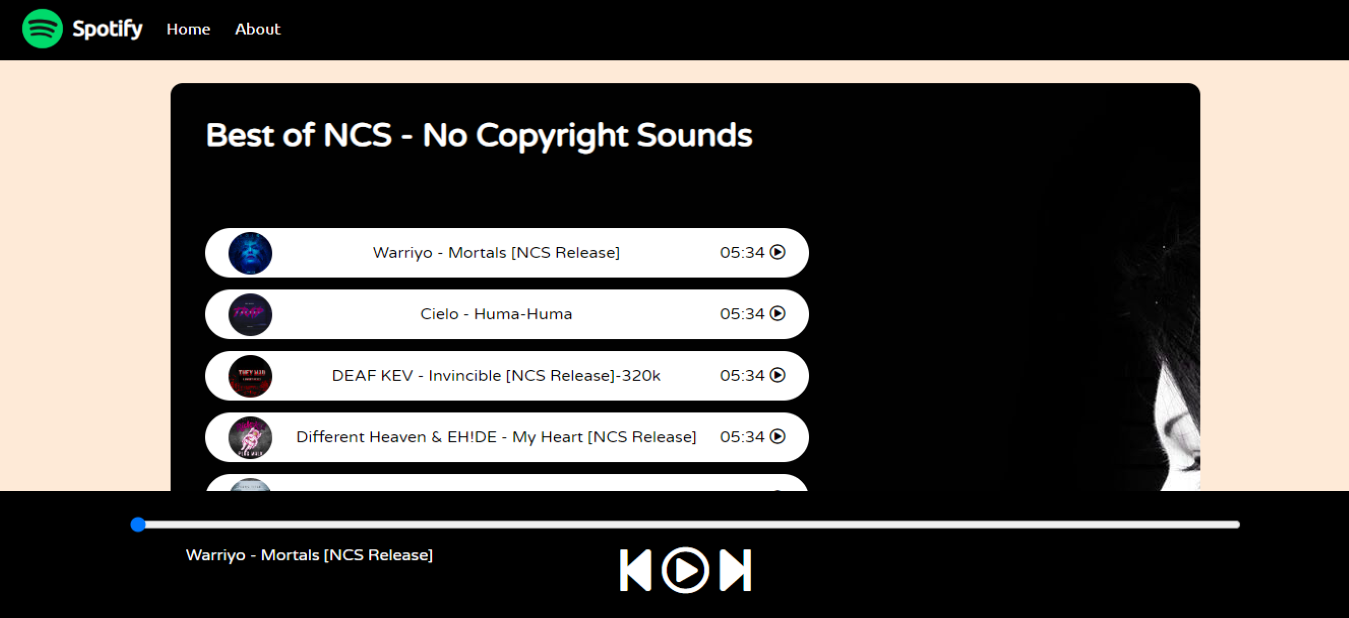 Spotify Home About
Best of NCS - No Copyright Sounds
Warriyo - Mortals [NCS Release] 05:34
Cielo - Huma-Huma 05:34
DEAF KEV - Invincible [NCS Release]-320k 05:34
Different Heaven & EH!DE - My Heart [NCS Release] 05:34
Warriyo - Mortals [NCS Release]